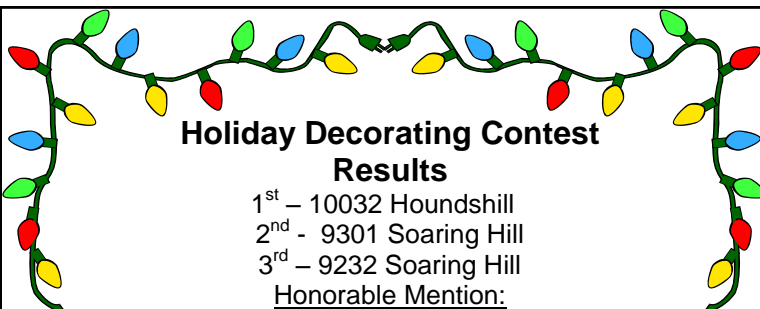 Holiday Decorating Contest
Results
1st – 10032 Houndshill
2nd - 9301 Soaring Hill
3rd – 9232 Soaring Hill
Honorable Mention: